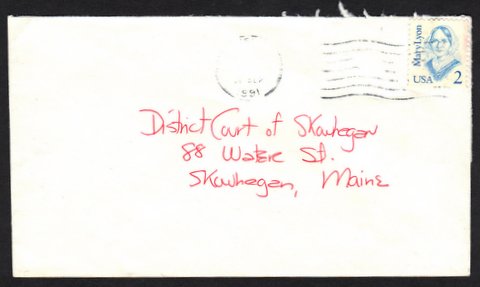 Mary Lyon
USA 2
District Court of Skowhegan
88 Water St.
Skowhegan, Maine